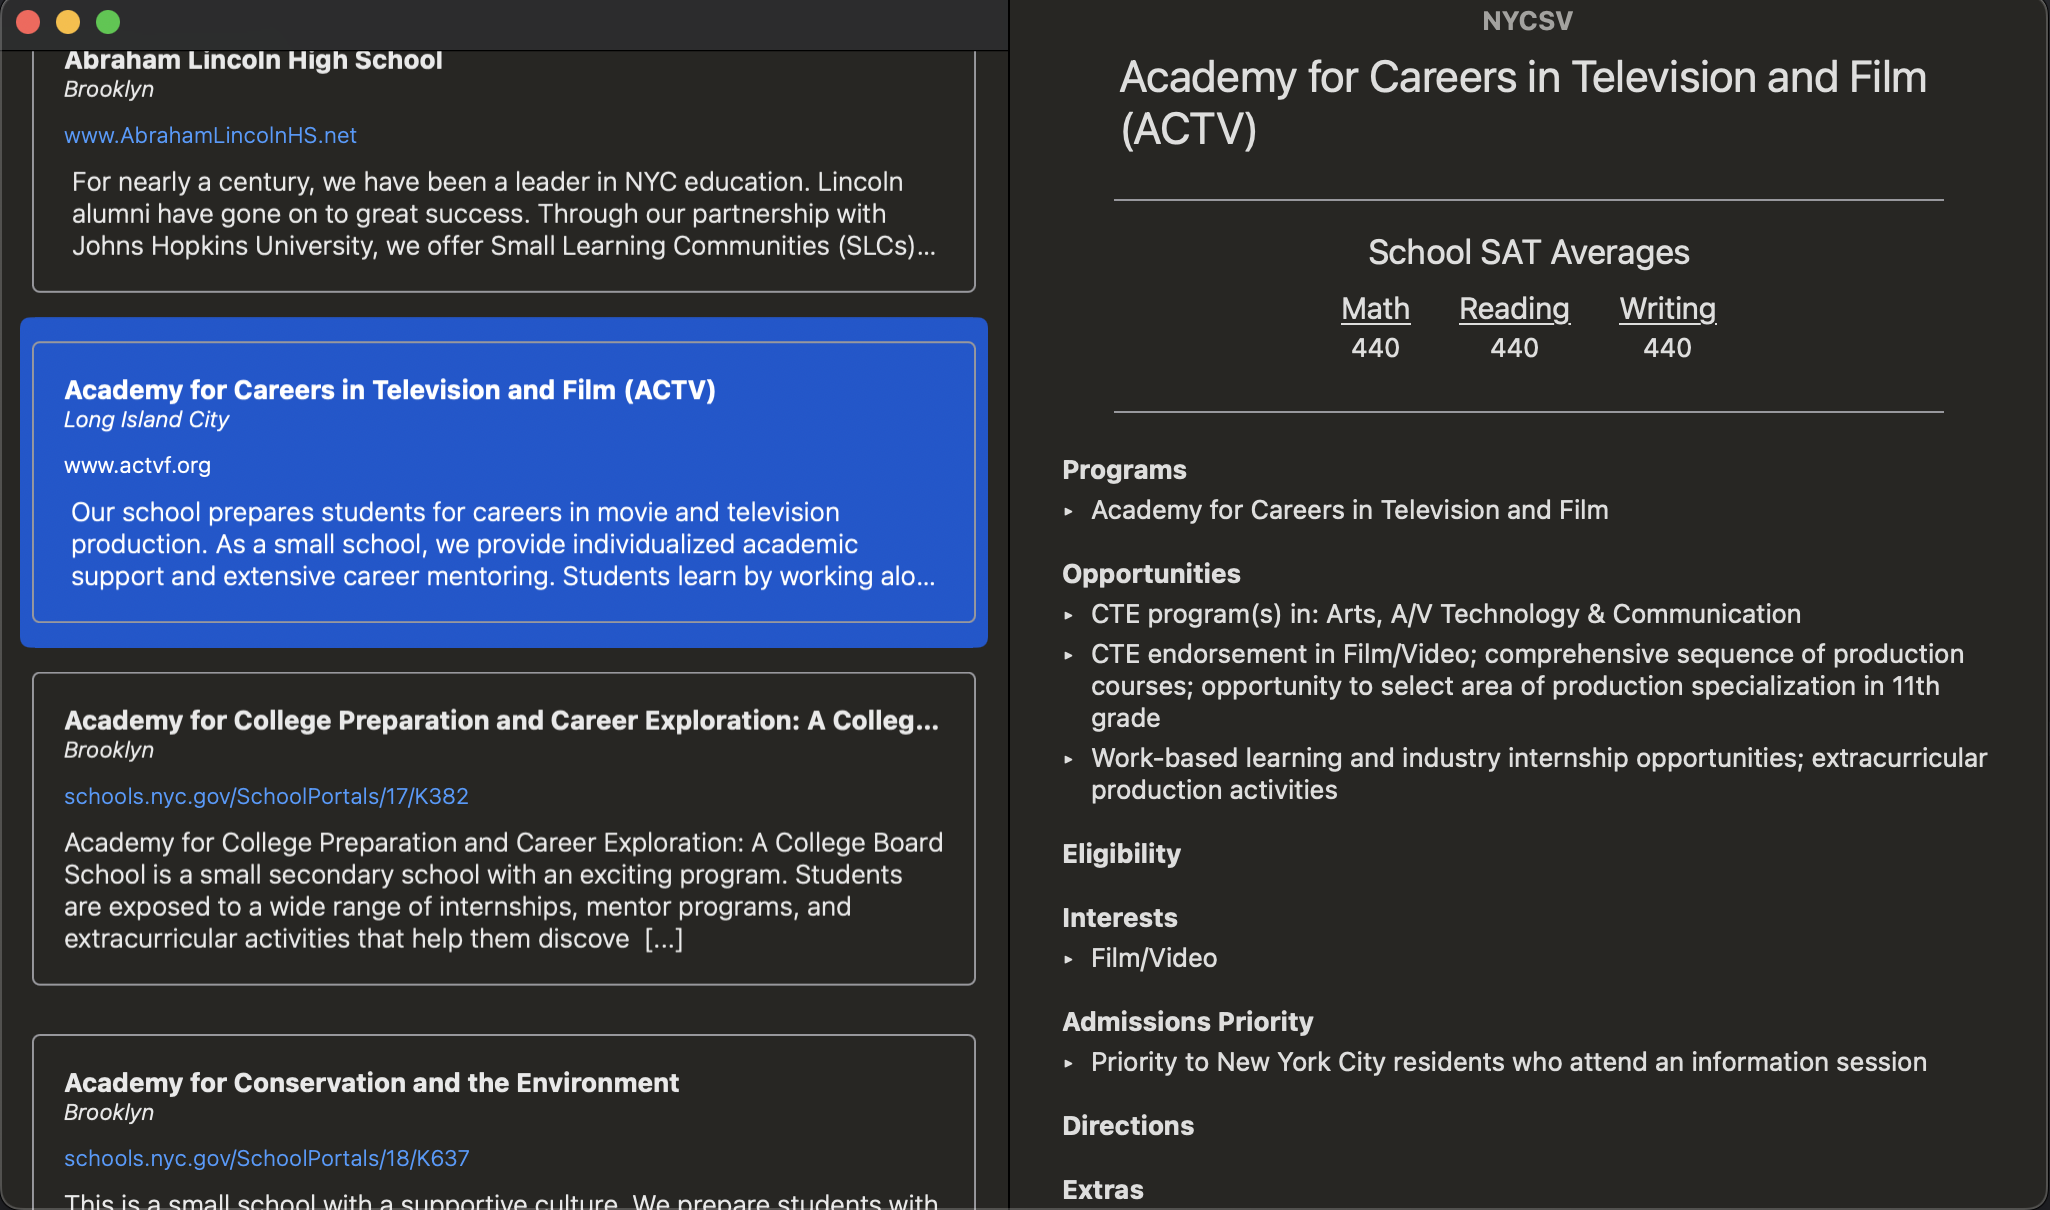 Abraham Lincoln High School
Brooklyn
www.AbrahamLincolnHS.net
For nearly a century, we have been a leader in NYC education. Lincoln
alumni have gone on to great success. Through our partnership with
Johns Hopkins University, we offer Small Learning Communities (SLCs)...
Academy for Careers in Television and Film (ACTV)
Long Island City
www.actvf.org
Our school prepares students for careers in movie and television
production. As a small school, we provide individualized academic
support and extensive career mentoring. Students learn by working alo...
Academy for College Preparation and Career Exploration: A Colleg...
Brooklyn
schools.nyc.gov/SchoolPortals/17/K382
Academy for College Preparation and Career Exploration: A College Board
School is a small secondary school with an exciting program. Students
are exposed to a wide range of internships, mentor programs, and
extracurricular activities that help them discove [...]
Academy for Conservation and the Environment
Brooklyn
schools.nyc.gov/SchoolPortals/18/K637
This is a small school with a supportive culture. We prepare students with
NYCSV
Academy for Careers in Television and Film
(ACTV)
School SAT Averages
Math Reading Writing
440 440 440
Programs
▸ Academy for Careers in Television and Film
Opportunities
▸ CTE program(s) in: Arts, A/V Technology & Communication
▸ CTE endorsement in Film/Video; comprehensive sequence of production
courses; opportunity to select area of production specialization in 11th
grade
▸ Work-based learning and industry internship opportunities; extracurricular
production activities
Eligibility
Interests
▸ Film/Video
Admissions Priority
▸ Priority to New York City residents who attend an information session
Directions
Extras